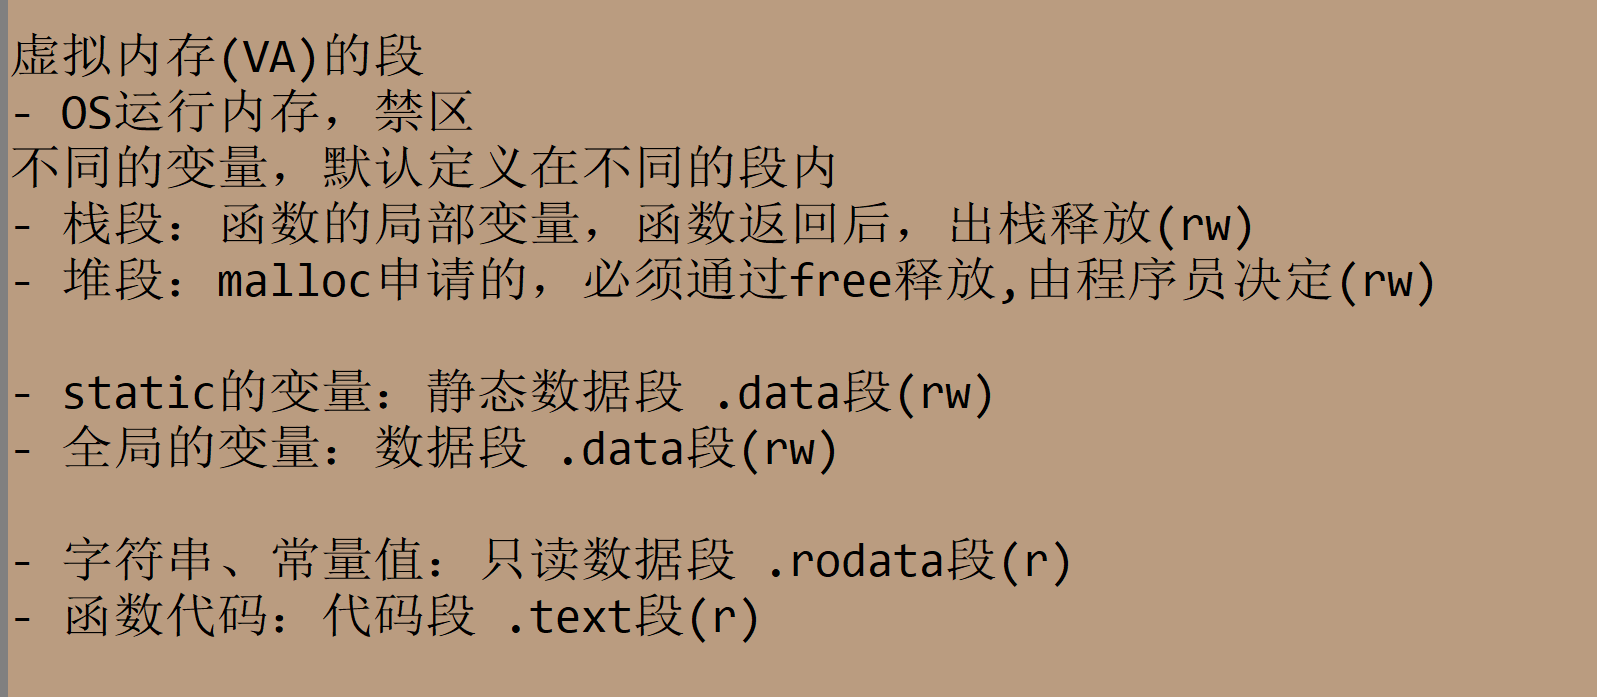 虚拟内存(VA)的段
- OS运行内存，禁区
不同的变量，默认定义在不同的段内
- 栈段：函数的局部变量，函数返回后，出栈释放(rw)
- 堆段：malloc申请的，必须通过free释放,由程序员决定(rw)
- static的变量：静态数据段 .data段(rw)
- 全局的变量：数据段 .data段(rw)
- 字符串、常量值：只读数据段 .rodata段(r)
- 函数代码：代码段 .text段(r)